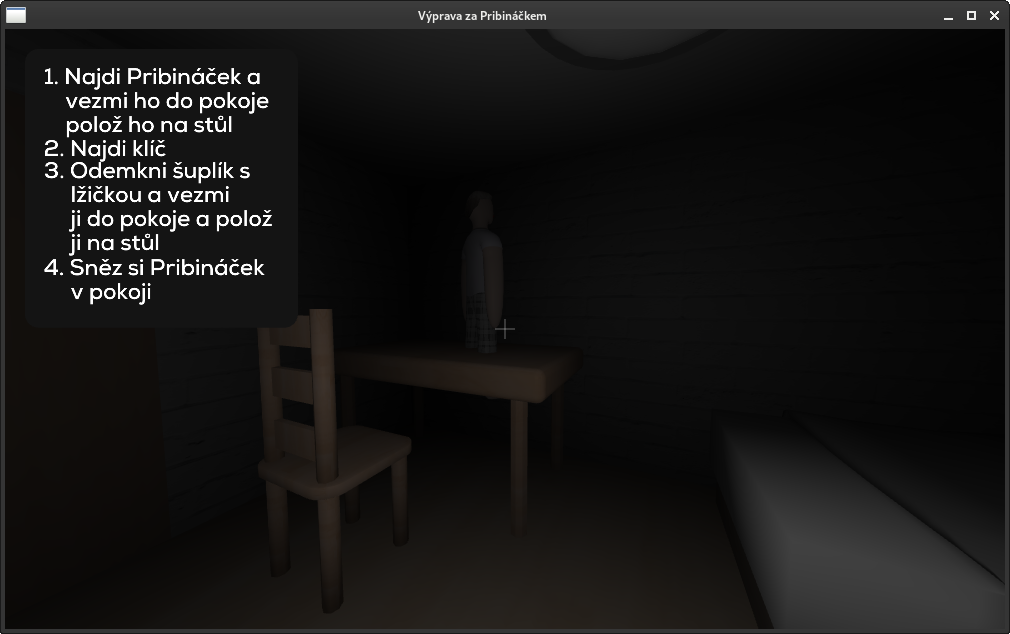 Výprava za Pribináčkem
1. Najdi Pribináček a
vezmi ho do pokoje
polož ho na stůl
2. Najdi klíč
3. Odemkni šuplík s
lžičkou a vezmi
ji do pokoje a polož
ji na stůl
4. Sněz si Pribináček
v pokoji